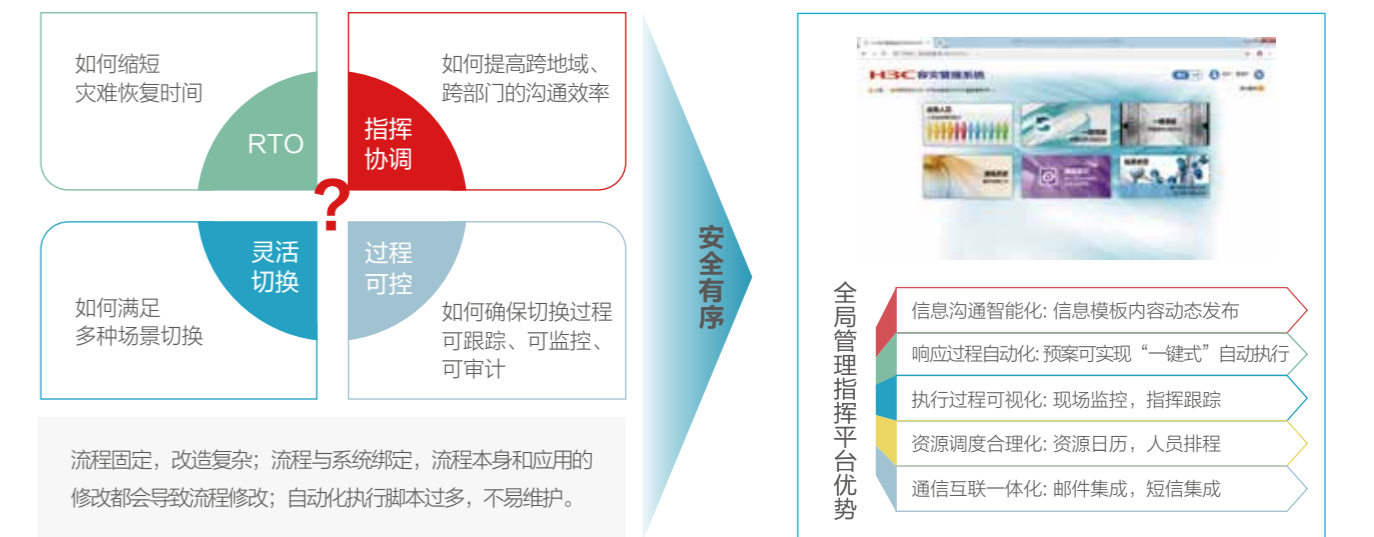 如何缩短
灾难恢复时间
RTO
指挥
协调
如何提高跨地域、
跨部门的沟通效率
?
灵活
切换
如何满足
多种场景切换
过程
可控
如何确保切换过程
可跟踪、可监控、
可审计
流程固定，改造复杂；流程与系统绑定，流程本身和应用的
修改都会导致流程修改；自动化执行脚本过多，不易维护。
安全有序
H3C 容灾管理系统
全局管理指挥平台优势
信息沟通智能化: 信息模板内容动态发布
响应过程自动化: 预案可实现“一键式”自动执行
执行过程可视化: 现场监控，指挥跟踪
资源调度合理化: 资源日历，人员排程
通信互联一体化: 邮件集成，短信集成